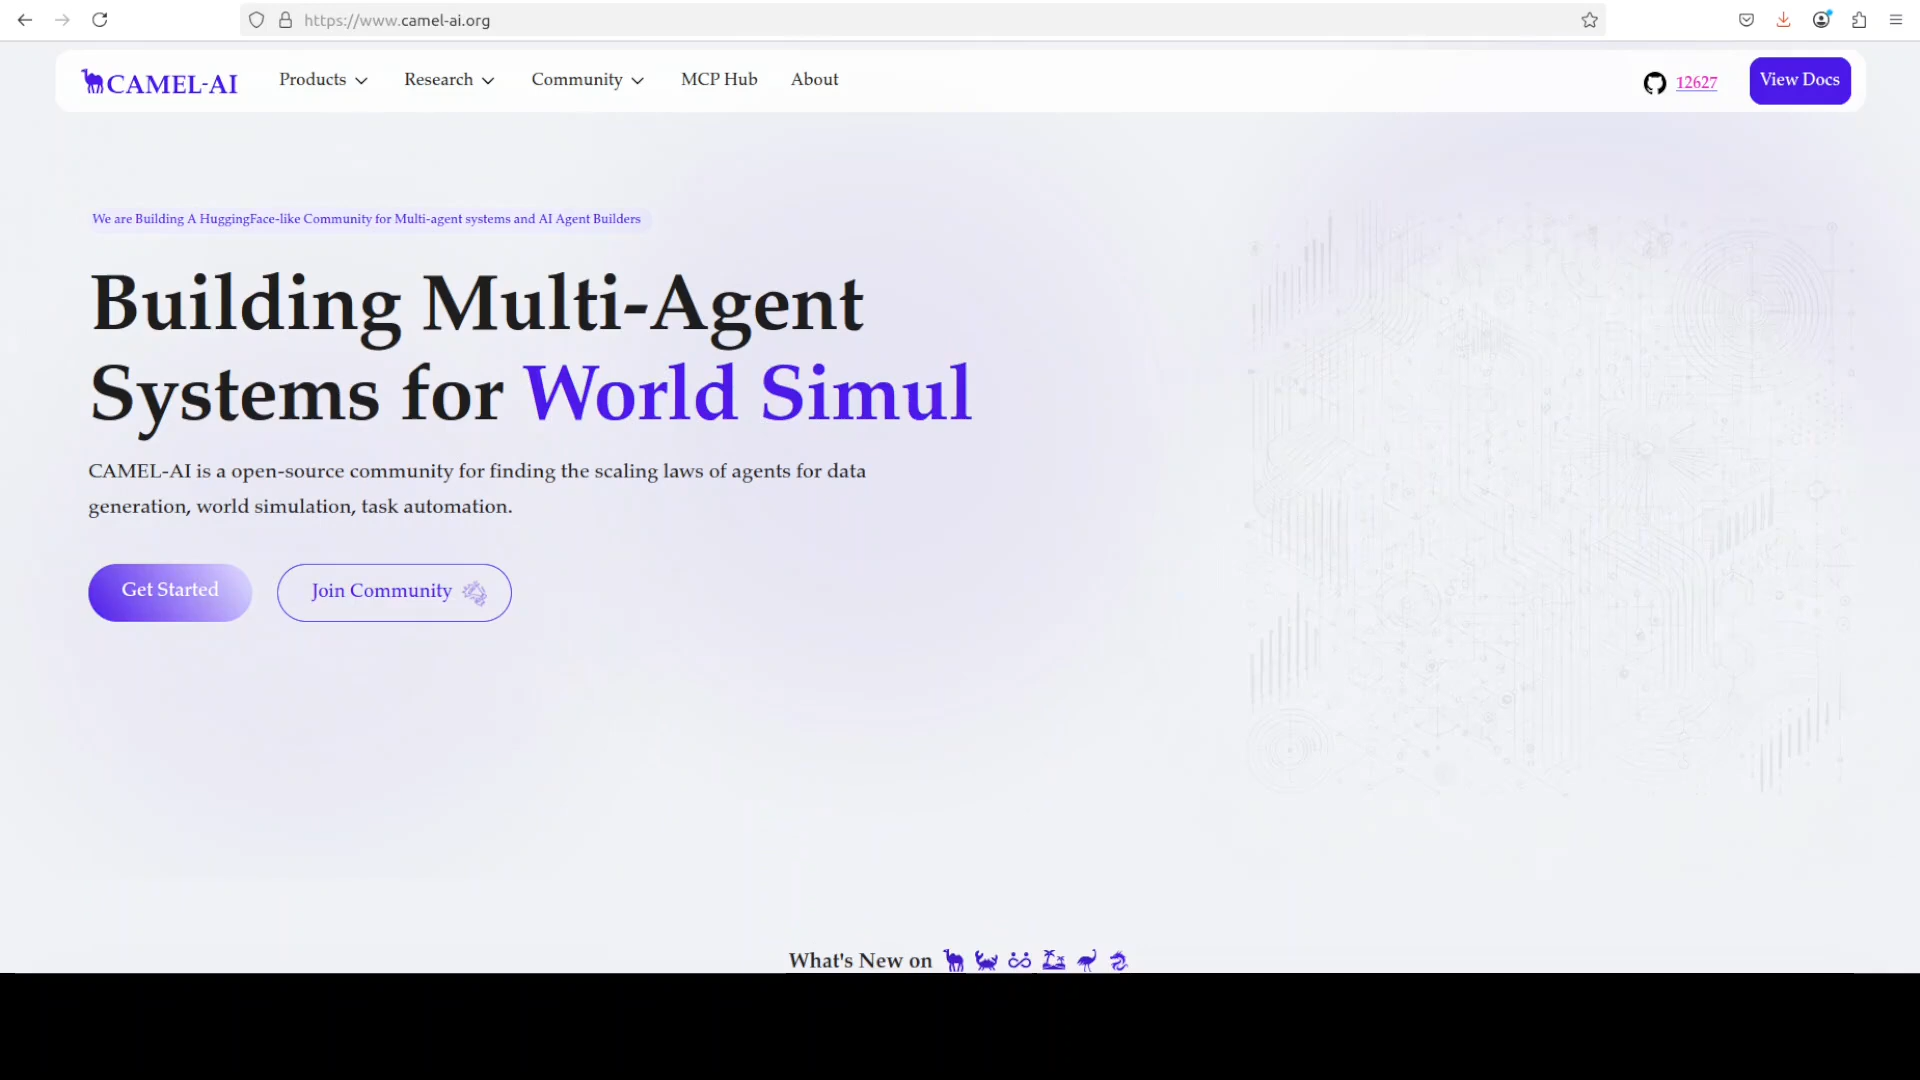 https://www.camel-ai.org
CAMEL-AI
Products
Research
Community
MCP Hub
About
12627
View Docs
We are Building A HuggingFace-like Community for Multi-agent systems and AI Agent Builders
Building Multi-Agent
Systems for World Simul
CAMEL-AI is a open-source community for finding the scaling laws of agents for data
generation, world simulation, task automation.
Get Started
Join Community
What's New on